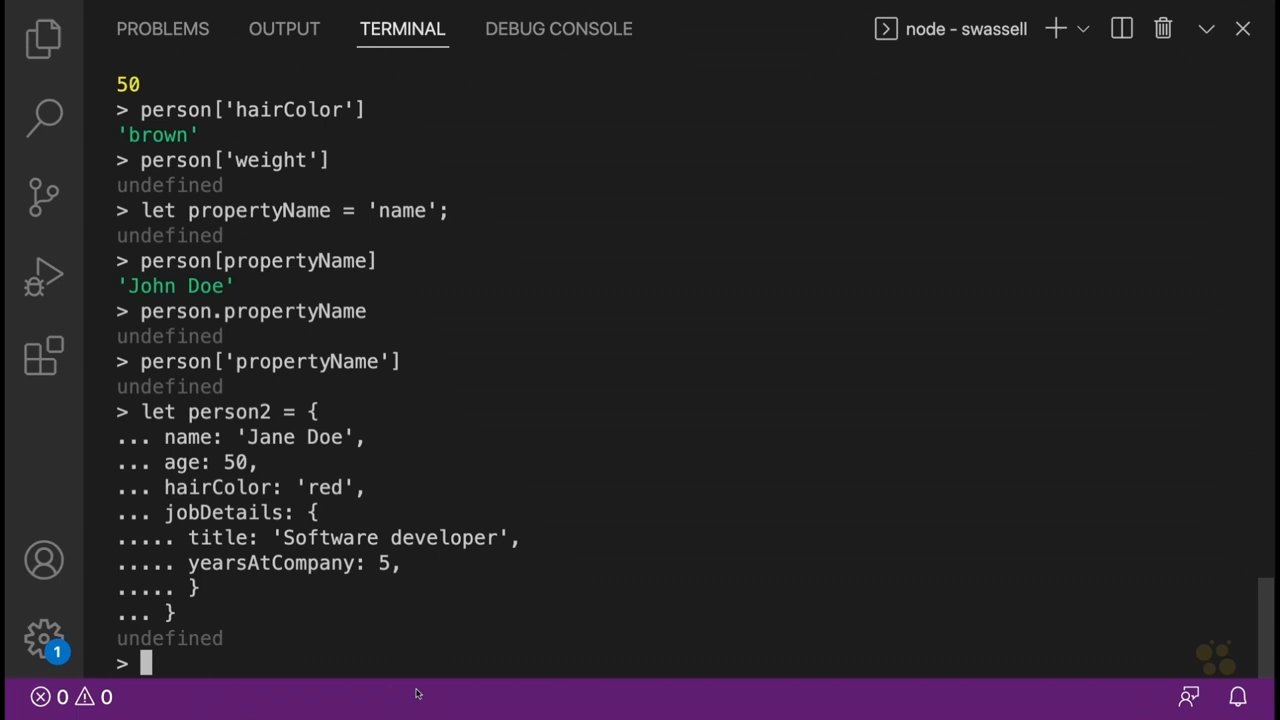 PROBLEMS OUTPUT TERMINAL DEBUG CONSOLE node - swassell
50
> person['hairColor']
'brown'
> person['weight']
undefined
> let propertyName = 'name';
undefined
> person[propertyName]
'John Doe'
> person.propertyName
undefined
> person['propertyName']
undefined
> let person2 = {
... name: 'Jane Doe',
... age: 50,
... hairColor: 'red',
... jobDetails: {
..... title: 'Software developer',
..... yearsAtCompany: 5,
..... }
... }
undefined
>
1
0 0